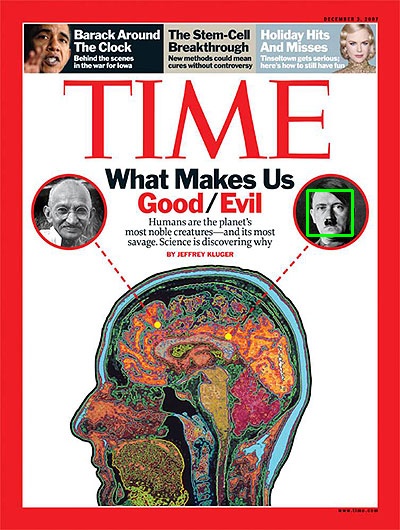 DECEMBER 3, 2007
Barack Around
The Clock
Behind the scenes
in the war for Iowa
The Stem-Cell
Breakthrough
New methods could mean
cures without controversy
Holiday Hits
And Misses
Tinseltown gets serious;
here's how to still have fun
TIME
What Makes Us
Good/Evil
Humans are the planet's
most noble creatures—and its most
savage. Science is discovering why
BY JEFFREY KLUGER
WWW.TIME.COM